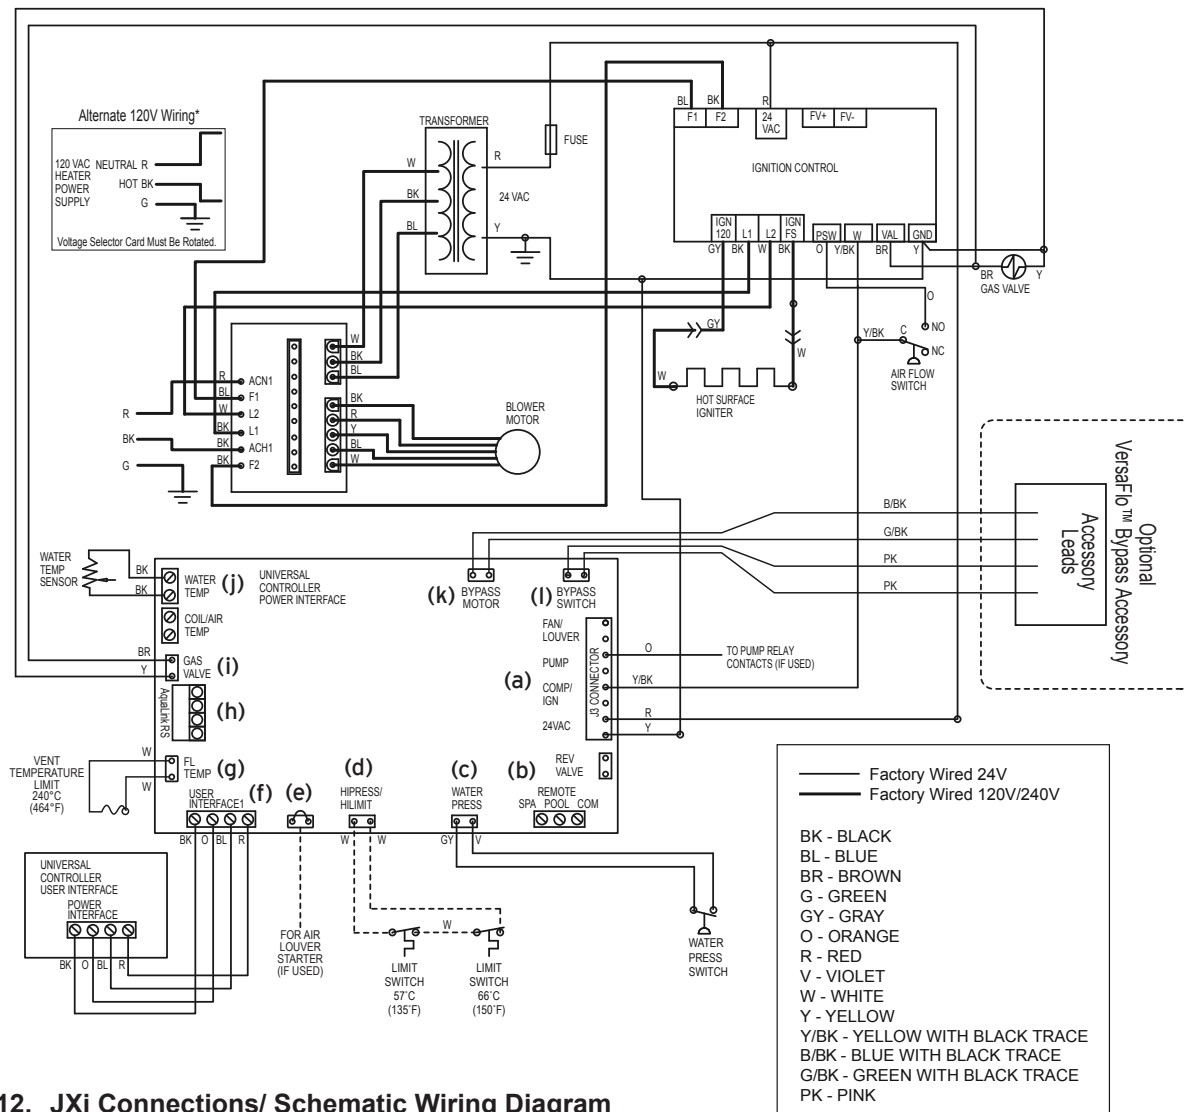 Alternate 120V Wiring*
120 VAC NEUTRAL R
HEATER
POWER HOT BK
SUPPLY G
Voltage Selector Card Must Be Rotated.
TRANSFORMER
W
BK
BL
R
24 VAC
Y
FUSE
BL
BK
R
F1
F2
24
VAC
FV+
FV-
IGNITION CONTROL
IGN
120
L1
L2
IGN
FS
PSW
W
VAL
GND
GY
BK
W
BK
O
Y/BK
BR
Y
BR
Y
GAS VALVE
O
GY
W
W
HOT SURFACE
IGNITER
Y/BK
C
NO
NC
AIR FLOW
SWITCH
R
BK
G
R
BL
W
BK
BK
BK
ACN1
F1
L2
L1
ACH1
F2
W
BK
BL
BK
R
Y
BL
W
BLOWER
MOTOR
B/BK
G/BK
PK
PK
Accessory
Leads
Optional
VersaFlo™ Bypass Accessory
WATER
TEMP
SENSOR
BK
BK
WATER
TEMP
(j)
UNIVERSAL
CONTROLLER
POWER INTERFACE
COIL/AIR
TEMP
BR
Y
GAS
VALVE
(i)
AquaLink RS
(h)
VENT
TEMPERATURE
LIMIT
240°C
(464°F)
W
W
FL
TEMP
(g)
(k) BYPASS
MOTOR
(l) BYPASS
SWITCH
FAN/
LOUVER
PUMP
COMP/
IGN
24VAC
(a)
J3 CONNECTOR
O
TO PUMP RELAY
CONTACTS (IF USED)
Y/BK
R
Y
REV
VALVE
(b)
REMOTE
SPA POOL COM
USER
INTERFACE1
(f)
(e)
(d)
HIPRESS/
HILIMIT
(c)
WATER
PRESS
BK
O
BL
R
W
W
GY
V
UNIVERSAL
CONTROLLER
USER INTERFACE
POWER
INTERFACE
BK
O
BL
R
FOR AIR
LOUVER
STARTER
(IF USED)
W
LIMIT
SWITCH
57˚C
(135˚F)
LIMIT
SWITCH
66˚C
(150˚F)
WATER
PRESS
SWITCH
Factory Wired 24V
Factory Wired 120V/240V
BK - BLACK
BL - BLUE
BR - BROWN
G - GREEN
GY - GRAY
O - ORANGE
R - RED
V - VIOLET
W - WHITE
Y - YELLOW
Y/BK - YELLOW WITH BLACK TRACE
B/BK - BLUE WITH BLACK TRACE
G/BK - GREEN WITH BLACK TRACE
PK - PINK
12. JXi Connections/ Schematic Wiring Diagram